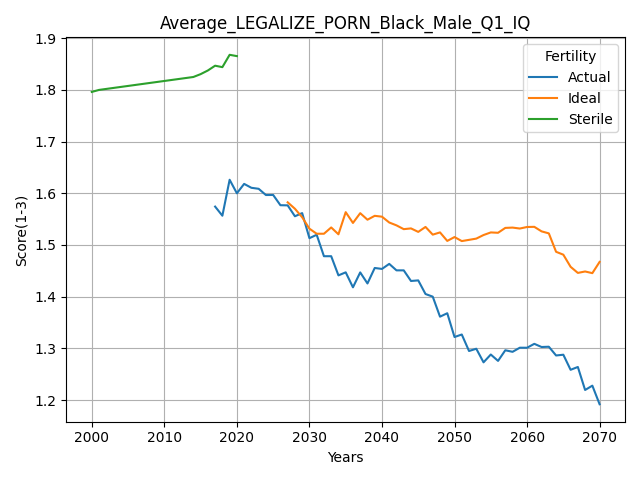 Average_LEGALIZE_PORN_Black_Male_Q1_IQ
Fertility
Actual
Ideal
Sterile
Score(1-3)
1.9
1.8
1.7
1.6
1.5
1.4
1.3
1.2
2000 2010 2020 2030 2040 2050 2060 2070
Years